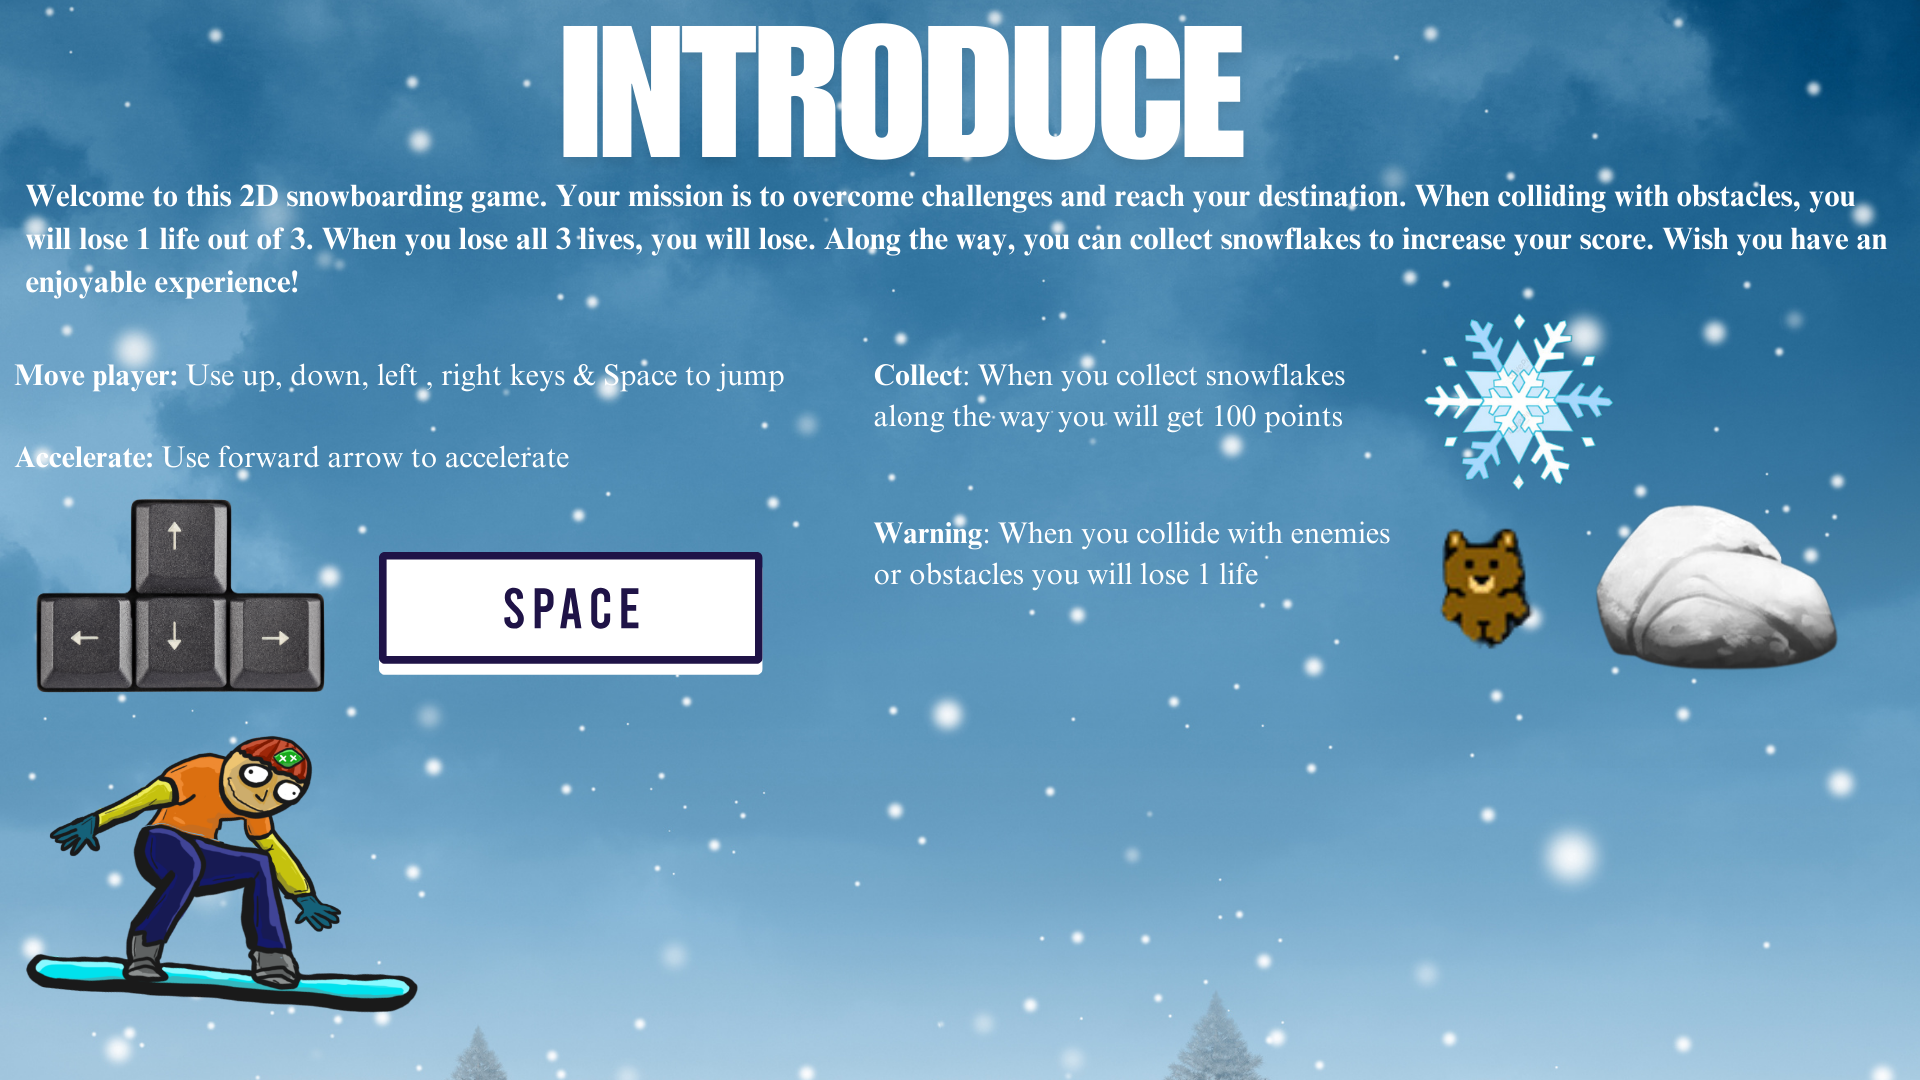 INTRODUCE
Welcome to this 2D snowboarding game. Your mission is to overcome challenges and reach your destination. When colliding with obstacles, you
will lose 1 life out of 3. When you lose all 3 lives, you will lose. Along the way, you can collect snowflakes to increase your score. Wish you have an
enjoyable experience!
Move player: Use up, down, left , right keys & Space to jump
Accelerate: Use forward arrow to accelerate
SPACE
Collect: When you collect snowflakes
along the way you will get 100 points
Warning: When you collide with enemies
or obstacles you will lose 1 life